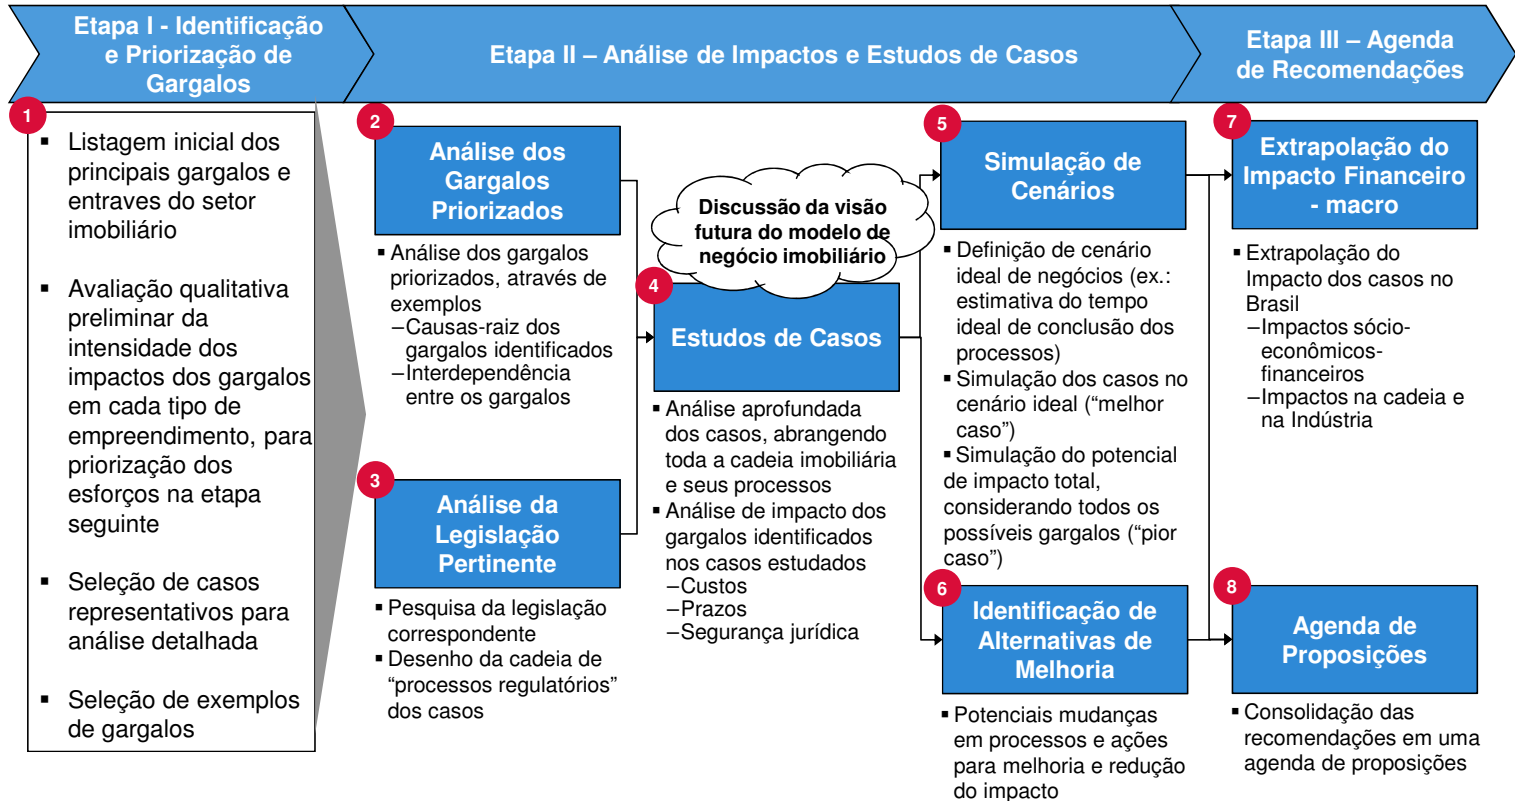 Etapa I - Identificação
e Priorização de
Gargalos
Etapa II – Análise de Impactos e Estudos de Casos
Etapa III – Agenda
de Recomendações
1
▪ Listagem inicial dos
principais gargalos e
entraves do setor
imobiliário
▪ Avaliação qualitativa
preliminar da
intensidade dos
impactos dos gargalos
em cada tipo de
empreendimento, para
priorização dos
esforços na etapa
seguinte
▪ Seleção de casos
representativos para
análise detalhada
▪ Seleção de exemplos
de gargalos
2
Análise dos
Gargalos
Priorizados
▪ Análise dos gargalos
priorizados, através de
exemplos
–Causas-raiz dos
gargalos identificados
–Interdependência
entre os gargalos
3
Análise da
Legislação
Pertinente
▪ Pesquisa da legislação
correspondente
▪ Desenho da cadeia de
“processos regulatórios”
dos casos
Discussão da visão
futura do modelo de
negócio imobiliário
4
Estudos de Casos
▪ Análise aprofundada
dos casos, abrangendo
toda a cadeia imobiliária
e seus processos
▪ Análise de impacto dos
gargalos identificados
nos casos estudados
–Custos
–Prazos
–Segurança jurídica
5
Simulação de
Cenários
▪ Definição de cenário
ideal de negócios (ex.:
estimativa do tempo
ideal de conclusão dos
processos)
▪ Simulação dos casos no
cenário ideal (“melhor
caso”)
▪ Simulação do potencial
de impacto total,
considerando todos os
possíveis gargalos (“pior
caso”)
6
Identificação de
Alternativas de
Melhoria
▪ Potenciais mudanças
em processos e ações
para melhoria e redução
do impacto
7
Extrapolação do
Impacto Financeiro
- macro
▪ Extrapolação do
Impacto dos casos no
Brasil
–Impactos sócio-
econômicos-
financeiros
–Impactos na cadeia e
na Indústria
8
Agenda de
Proposições
▪ Consolidação das
recomendações em uma
agenda de proposições